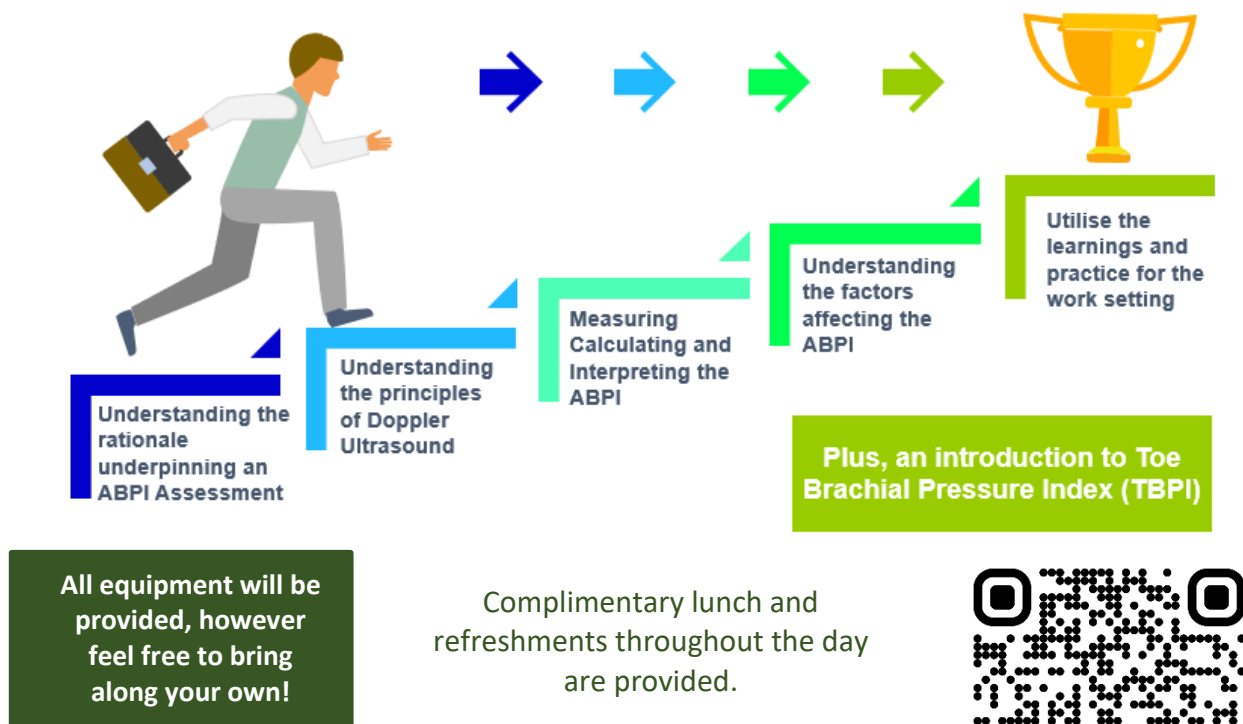 Understanding the
rationale
underpinning an
ABPI Assessment
Understanding
the principles
of Doppler
Ultrasound
Measuring
Calculating and
Interpreting the
ABPI
Understanding
the factors
affecting the
ABPI
Utilise the
learnings and
practice for the
work setting
Plus, an introduction to Toe
Brachial Pressure Index (TBPI)
All equipment will be
provided, however
feel free to bring
along your own!
Complimentary lunch and
refreshments throughout the day
are provided.